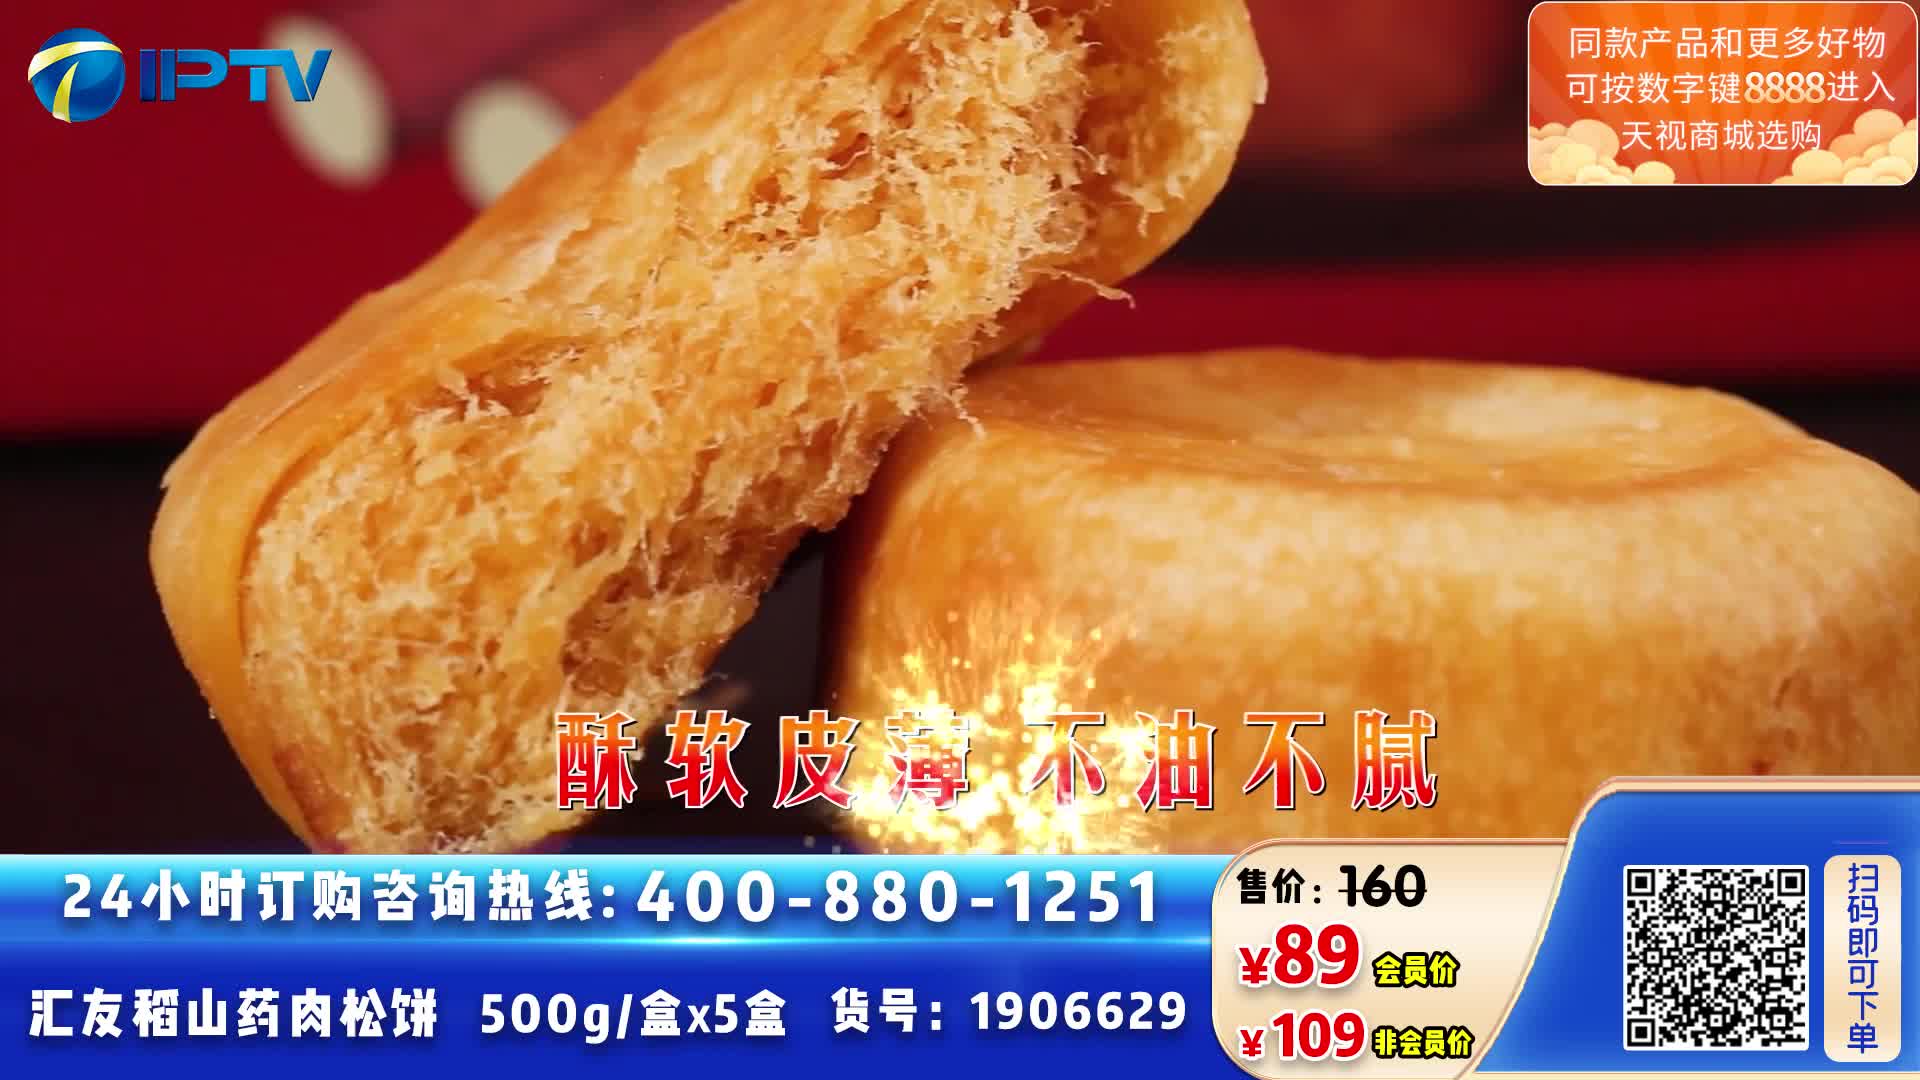 IPTV
同款产品和更多好物
可按数字键8888进入
天视商城选购
酥软皮薄 不油不腻
24小时订购咨询热线:400-880-1251
汇友稻山药肉松饼 500g/盒x5盒 货号：1906629
售价：160
¥89 会员价
¥109 非会员价
扫码即可下单